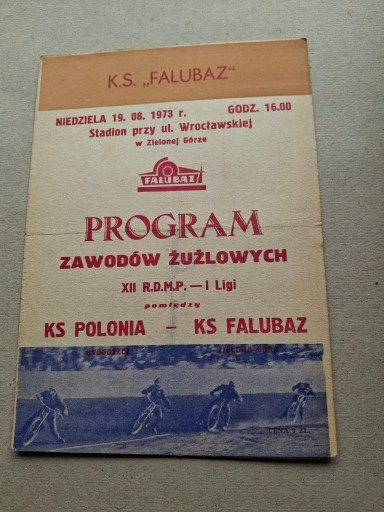 K.S. „FALUBAZ"
NIEDZIELA 19. 08. 1973 r. GODZ. 16.00
Stadion przy ul. Wrocławskiej
w Zielonej Górze
FALUBAZ
PROGRAM
ZAWODÓW ŻUŻLOWYCH
XII R.D.M.P. — I Ligi
pomiędzy
KS POLONIA – KS FALUBAZ
BYDGOSZCZ ZIELONA GÓRA